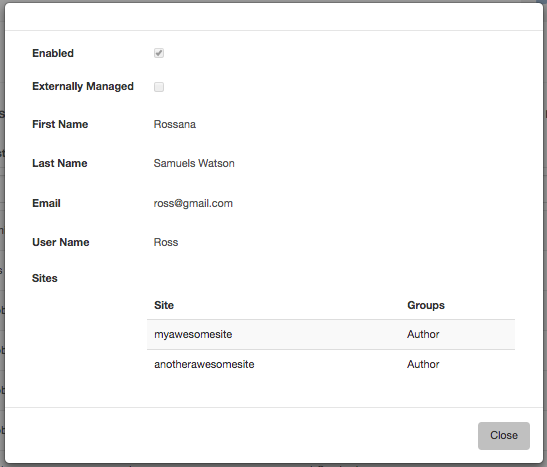 Enabled
Externally Managed
First Name Rossana
Last Name Samuels Watson
Email ross@gmail.com
User Name Ross
Sites
Site Groups
myawesomesite Author
anotherawesomesite Author
Close